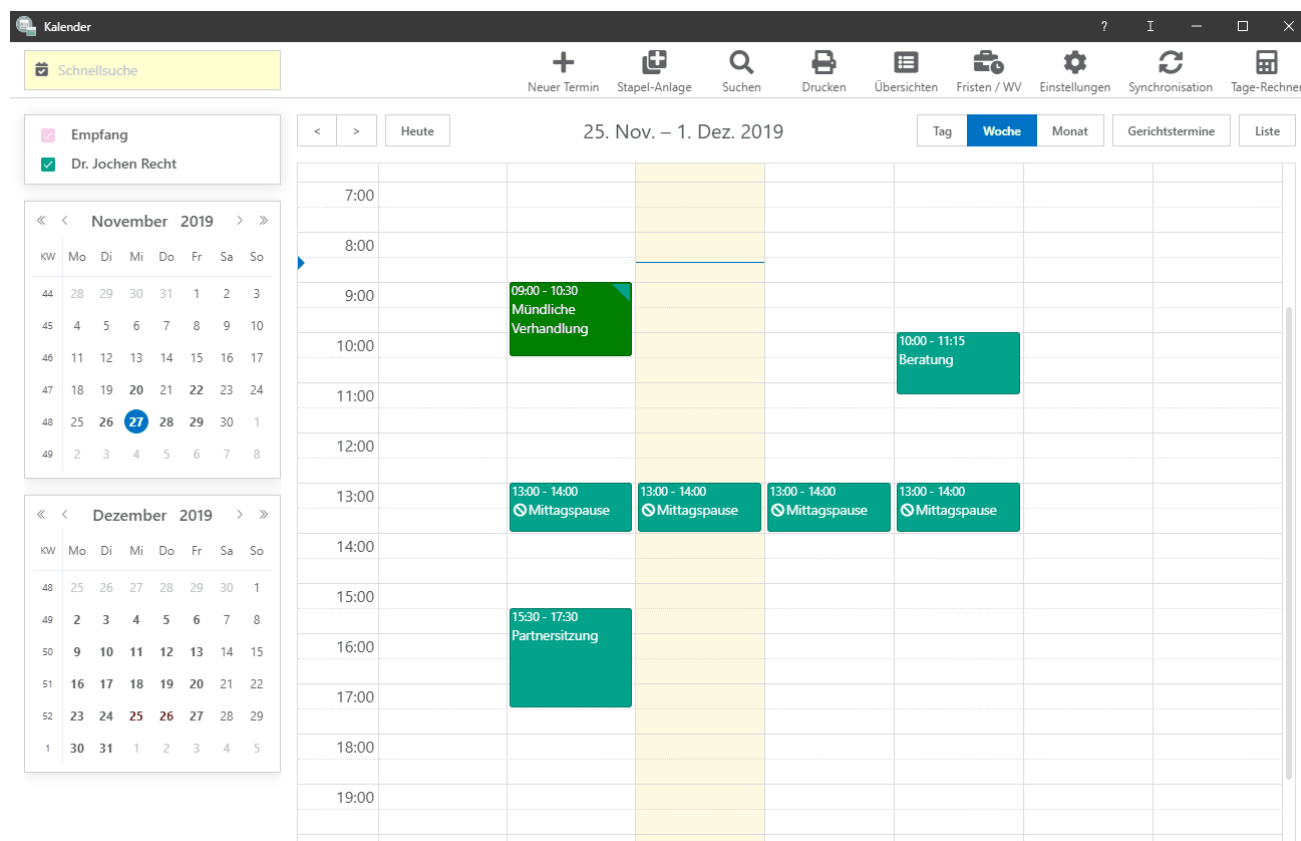 Kalender
?
Schnellsuche
Neuer Termin Stapel-Anlage Suchen Drucken Übersichten Fristen / WV Einstellungen Synchronisation Tage-Rechner
Empfang
Dr. Jochen Recht
« < November 2019 > »
KW Mo Di Mi Do Fr Sa So
44 28 29 30 31 1 2 3
45 4 5 6 7 8 9 10
46 11 12 13 14 15 16 17
47 18 19 20 21 22 23 24
48 25 26 27 28 29 30 1
49 2 3 4 5 6 7 8
« < Dezember 2019 > »
KW Mo Di Mi Do Fr Sa So
48 25 26 27 28 29 30 1
49 2 3 4 5 6 7 8
50 9 10 11 12 13 14 15
51 16 17 18 19 20 21 22
52 23 24 25 26 27 28 29
1 30 31 1 2 3 4 5
< > Heute 25. Nov. – 1. Dez. 2019 Tag Woche Monat Gerichtstermine Liste
7:00
8:00
9:00
10:00
11:00
12:00
13:00
14:00
15:00
16:00
17:00
18:00
19:00
09:00 - 10:30
Mündliche
Verhandlung
13:00 - 14:00
Mittagspause
15:30 - 17:30
Partnersitzung
13:00 - 14:00
Mittagspause
13:00 - 14:00
Mittagspause
10:00 - 11:15
Beratung
13:00 - 14:00
Mittagspause